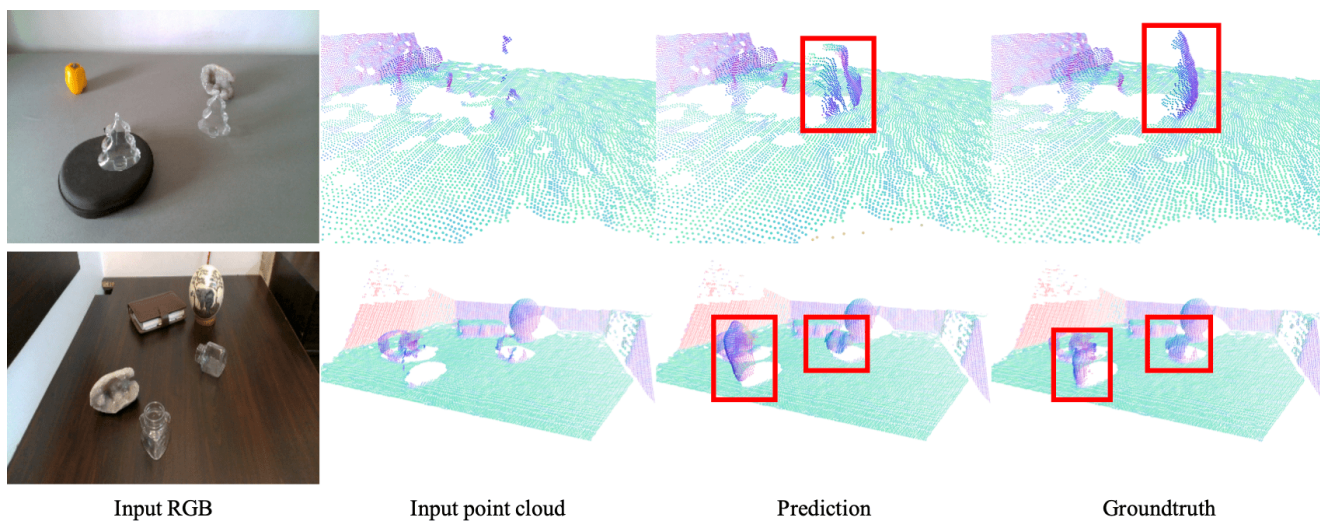 Input RGB
Input point cloud
Prediction
Groundtruth